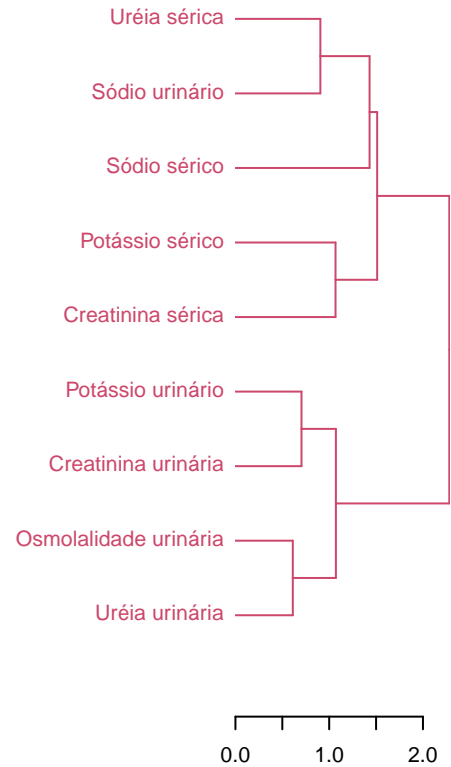 Uréia sérica
Sódio urinário
Sódio sérico
Potássio sérico
Creatinina sérica
Potássio urinário
Creatinina urinária
Osmolalidade urinária
Uréia urinária
0.0 1.0 2.0